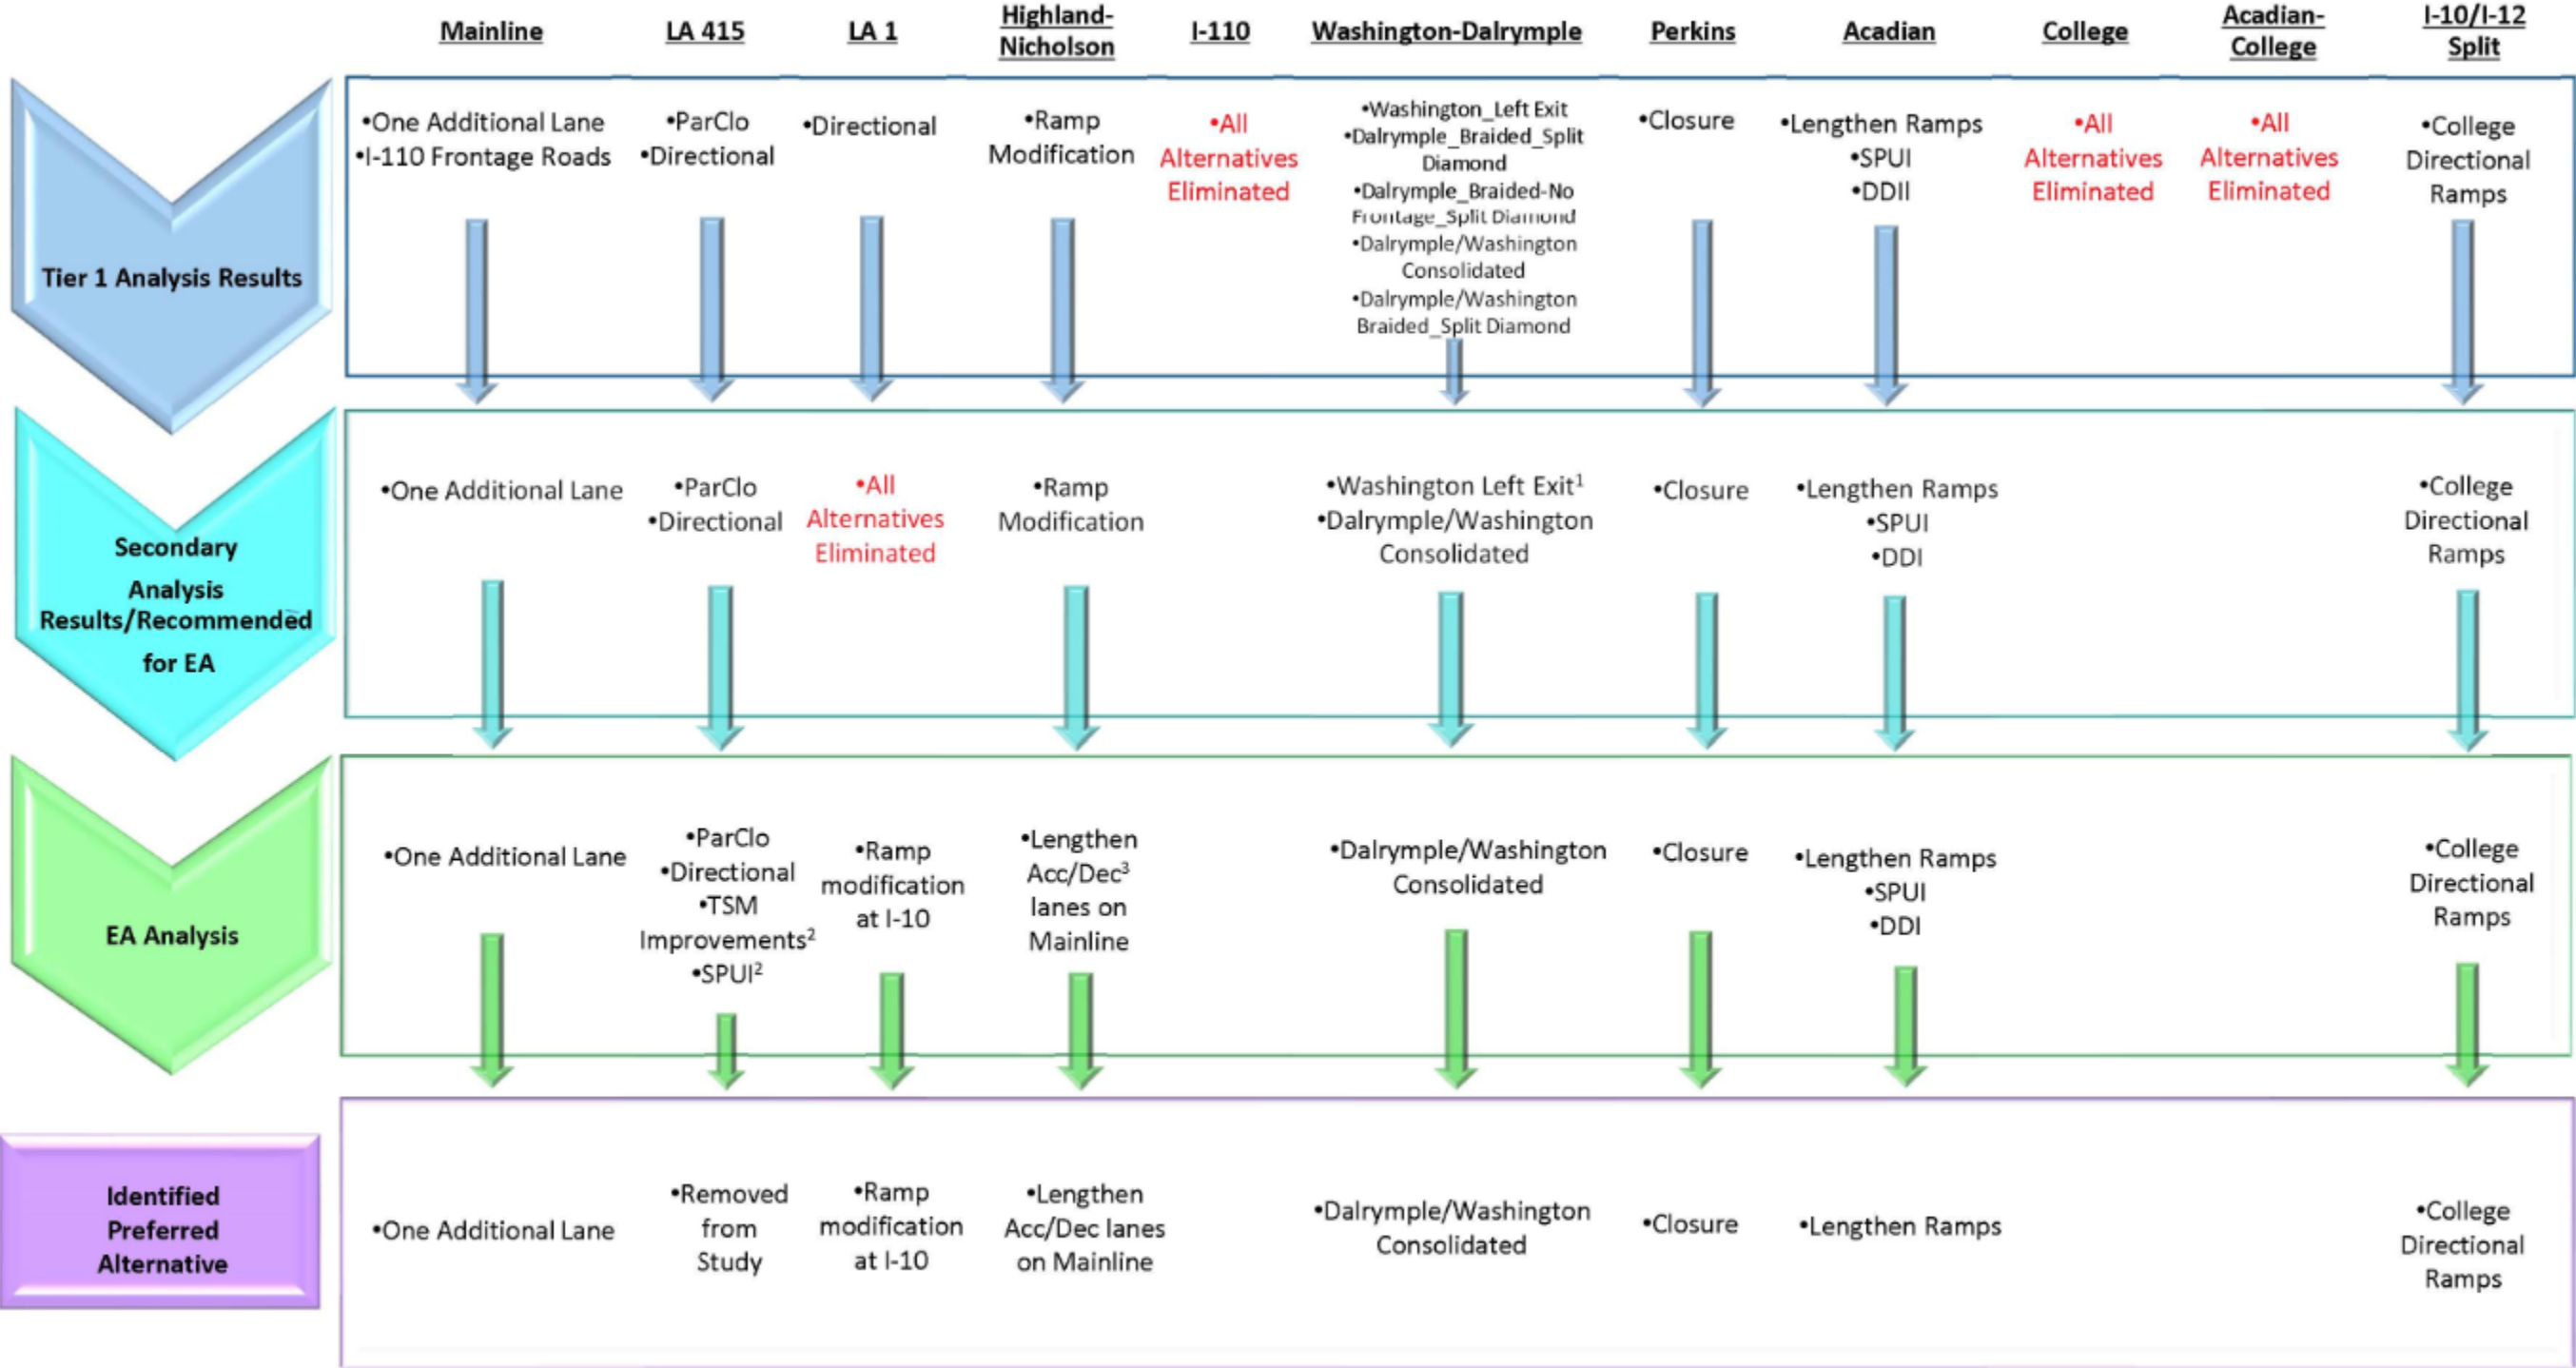 Mainline
LA 415
LA 1
Highland-
Nicholson
I-110
Washington-Dalrymple
Perkins
Acadian
College
Acadian-
College
I-10/I-12
Split
Tier 1 Analysis Results
•One Additional Lane
•I-110 Frontage Roads
•ParClo
•Directional
•Directional
•Ramp
Modification
•All
Alternatives
Eliminated
•Washington_Left Exit
•Dalrymple_Braided_Split
Diamond
•Dalrymple_Braided-No
Frontage_Split Diamond
•Dalrymple/Washington
Consolidated
•Dalrymple/Washington
Braided_Split Diamond
•Closure
•Lengthen Ramps
•SPUI
•DDII
•All
Alternatives
Eliminated
•All
Alternatives
Eliminated
•College
Directional
Ramps
Secondary
Analysis
Results/Recommended
for EA
•One Additional Lane
•ParClo
•Directional
•All
Alternatives
Eliminated
•Ramp
Modification
•Washington Left Exit¹
•Dalrymple/Washington
Consolidated
•Closure
•Lengthen Ramps
•SPUI
•DDI
•College
Directional
Ramps
EA Analysis
•One Additional Lane
•ParClo
•Directional
•TSM
Improvements²
•SPUI²
•Ramp
modification
at I-10
•Lengthen
Acc/Dec³
lanes on
Mainline
•Dalrymple/Washington
Consolidated
•Closure
•Lengthen Ramps
•SPUI
•DDI
•College
Directional
Ramps
Identified
Preferred
Alternative
•One Additional Lane
•Removed
from
Study
•Ramp
modification
at I-10
•Lengthen
Acc/Dec lanes
on Mainline
•Dalrymple/Washington
Consolidated
•Closure
•Lengthen Ramps
•College
Directional
Ramps